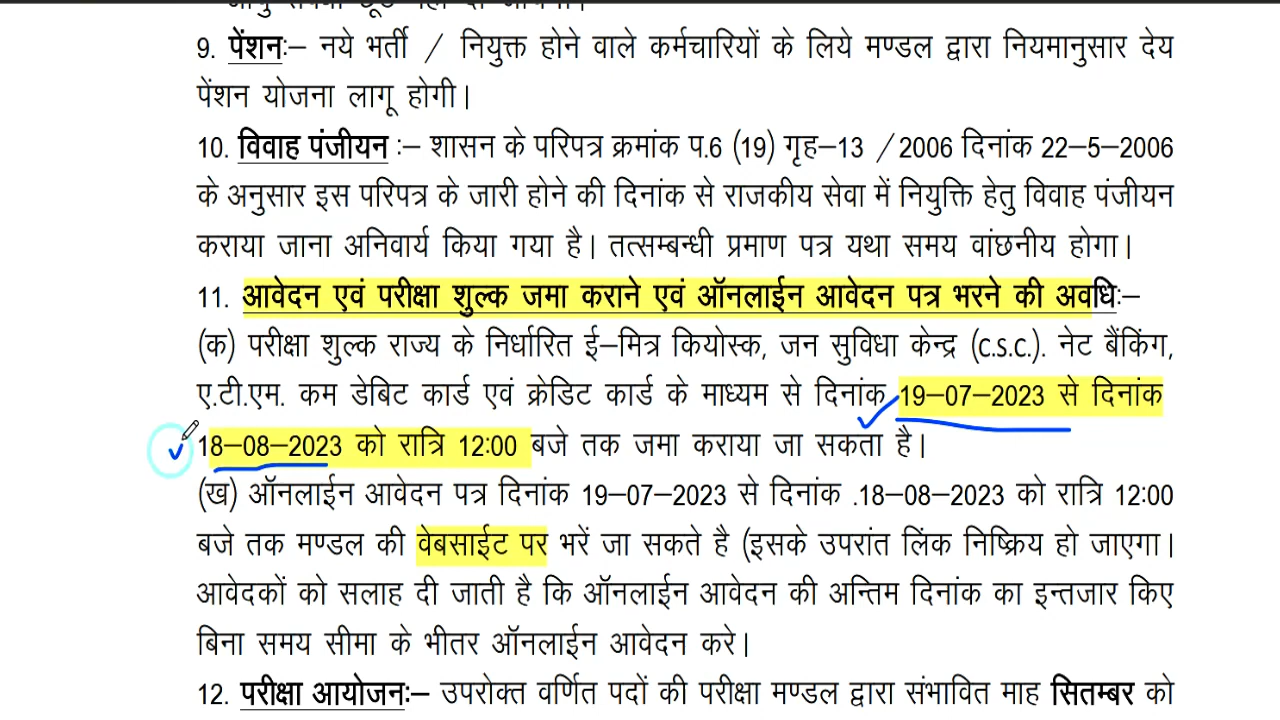 9. पेंशनः– नये भर्ती / नियुक्त होने वाले कर्मचारियों के लिये मण्डल द्वारा नियमानुसार देय
पेंशन योजना लागू होगी।
10. विवाह पंजीयन :– शासन के परिपत्र क्रमांक प.6 (19) गृह–13 /2006 दिनांक 22–5–2006
के अनुसार इस परिपत्र के जारी होने की दिनांक से राजकीय सेवा में नियुक्ति हेतु विवाह पंजीयन
कराया जाना अनिवार्य किया गया है। तत्सम्बन्धी प्रमाण पत्र यथा समय वांछनीय होगा।
11. आवेदन एवं परीक्षा शुल्क जमा कराने एवं ऑनलाईन आवेदन पत्र भरने की अवधिः–
(क) परीक्षा शुल्क राज्य के निर्धारित ई–मित्र कियोस्क, जन सुविधा केन्द्र (c.s.c.). नेट बैंकिंग,
ए.टी.एम. कम डेबिट कार्ड एवं क्रेडिट कार्ड के माध्यम से दिनांक 19–07–2023 से दिनांक
18–08–2023 को रात्रि 12:00 बजे तक जमा कराया जा सकता है।
(ख) ऑनलाईन आवेदन पत्र दिनांक 19–07–2023 से दिनांक .18–08–2023 को रात्रि 12:00
बजे तक मण्डल की वेबसाईट पर भरें जा सकते है (इसके उपरांत लिंक निष्क्रिय हो जाएगा।
आवेदकों को सलाह दी जाती है कि ऑनलाईन आवेदन की अन्तिम दिनांक का इन्तजार किए
बिना समय सीमा के भीतर ऑनलाईन आवेदन करे।
12. परीक्षा आयोजनः– उपरोक्त वर्णित पदों की परीक्षा मण्डल द्वारा संभावित माह सितम्बर को